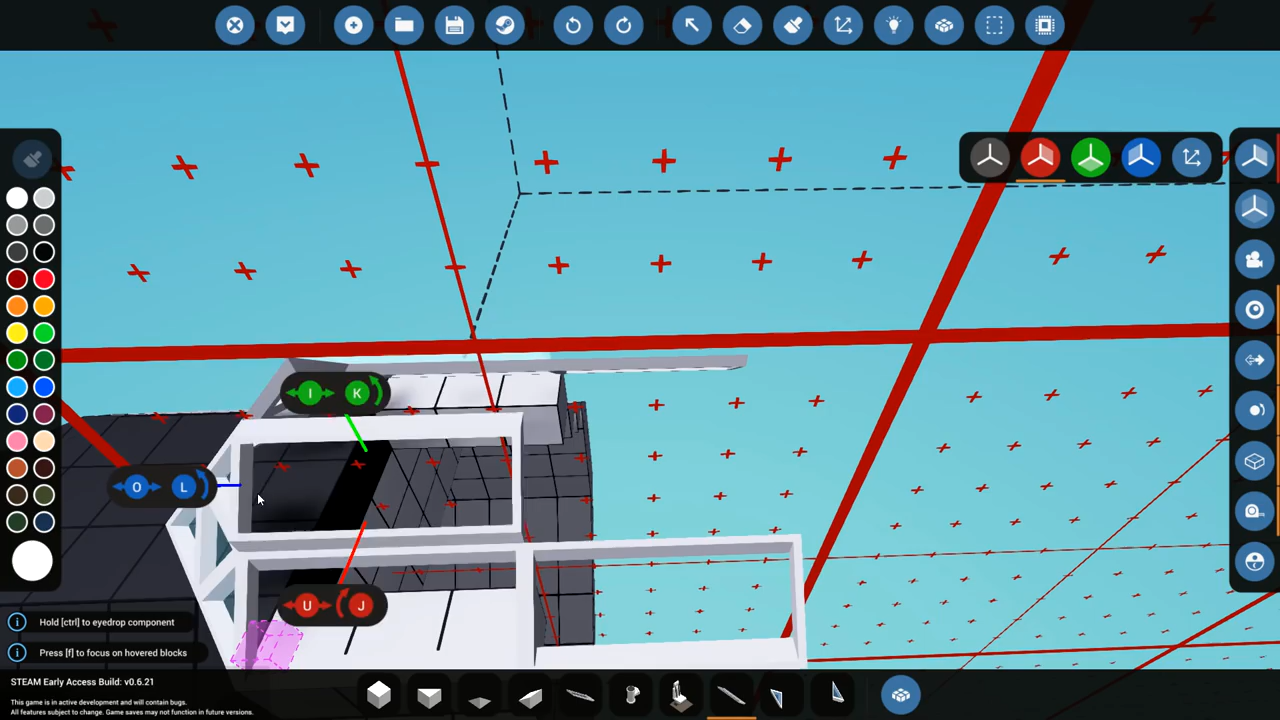 I K
O L
U J
Hold [ctrl] to eyedrop component
Press [f] to focus on hovered blocks
STEAM Early Access Build: v0.6.21
This game is in active development and will contain bugs.
All features subject to change. Game saves may not function in future versions.